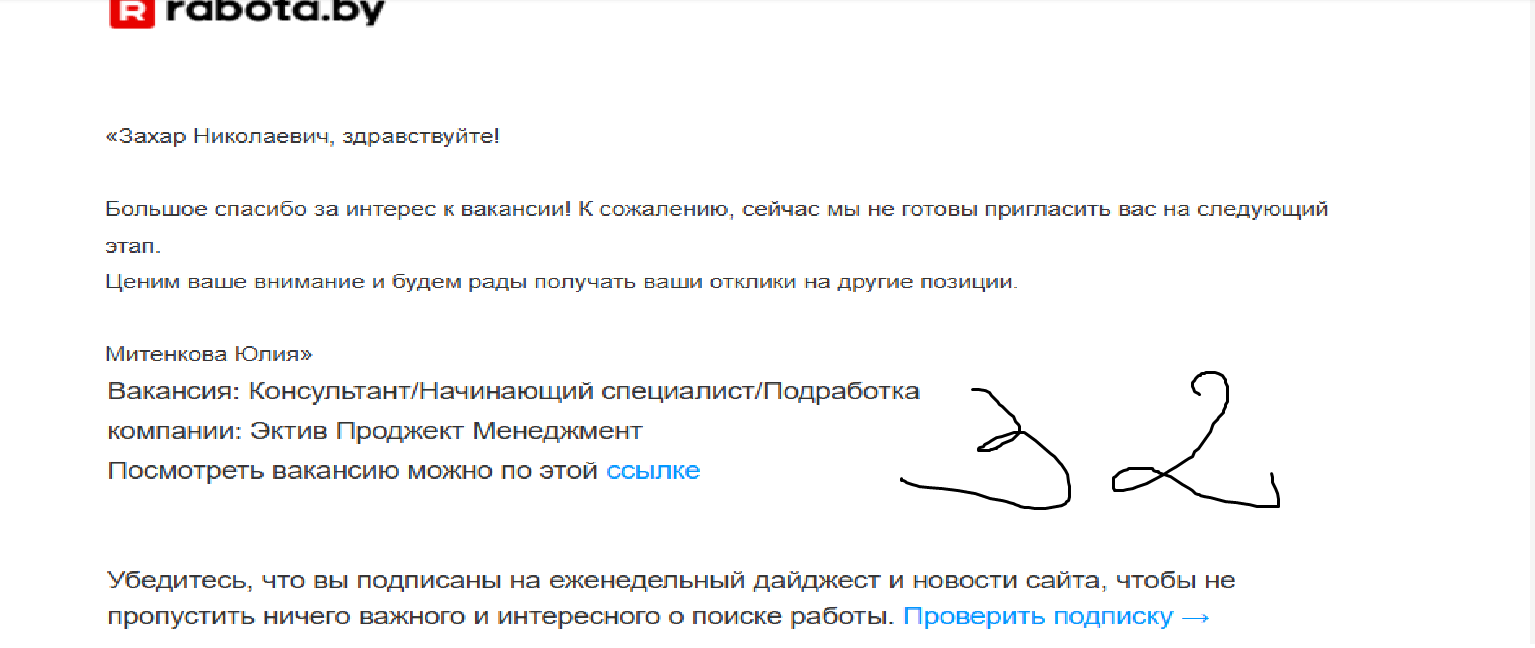 rabota.by
«Захар Николаевич, здравствуйте!
Большое спасибо за интерес к вакансии! К сожалению, сейчас мы не готовы пригласить вас на следующий
этап.
Ценим ваше внимание и будем рады получать ваши отклики на другие позиции.
Митенкова Юлия»
Вакансия: Консультант/Начинающий специалист/Подработка
компании: Эктив Проджект Менеджмент
Посмотреть вакансию можно по этой ссылке
32
Убедитесь, что вы подписаны на еженедельный дайджест и новости сайта, чтобы не
пропустить ничего важного и интересного о поиске работы. Проверить подписку →